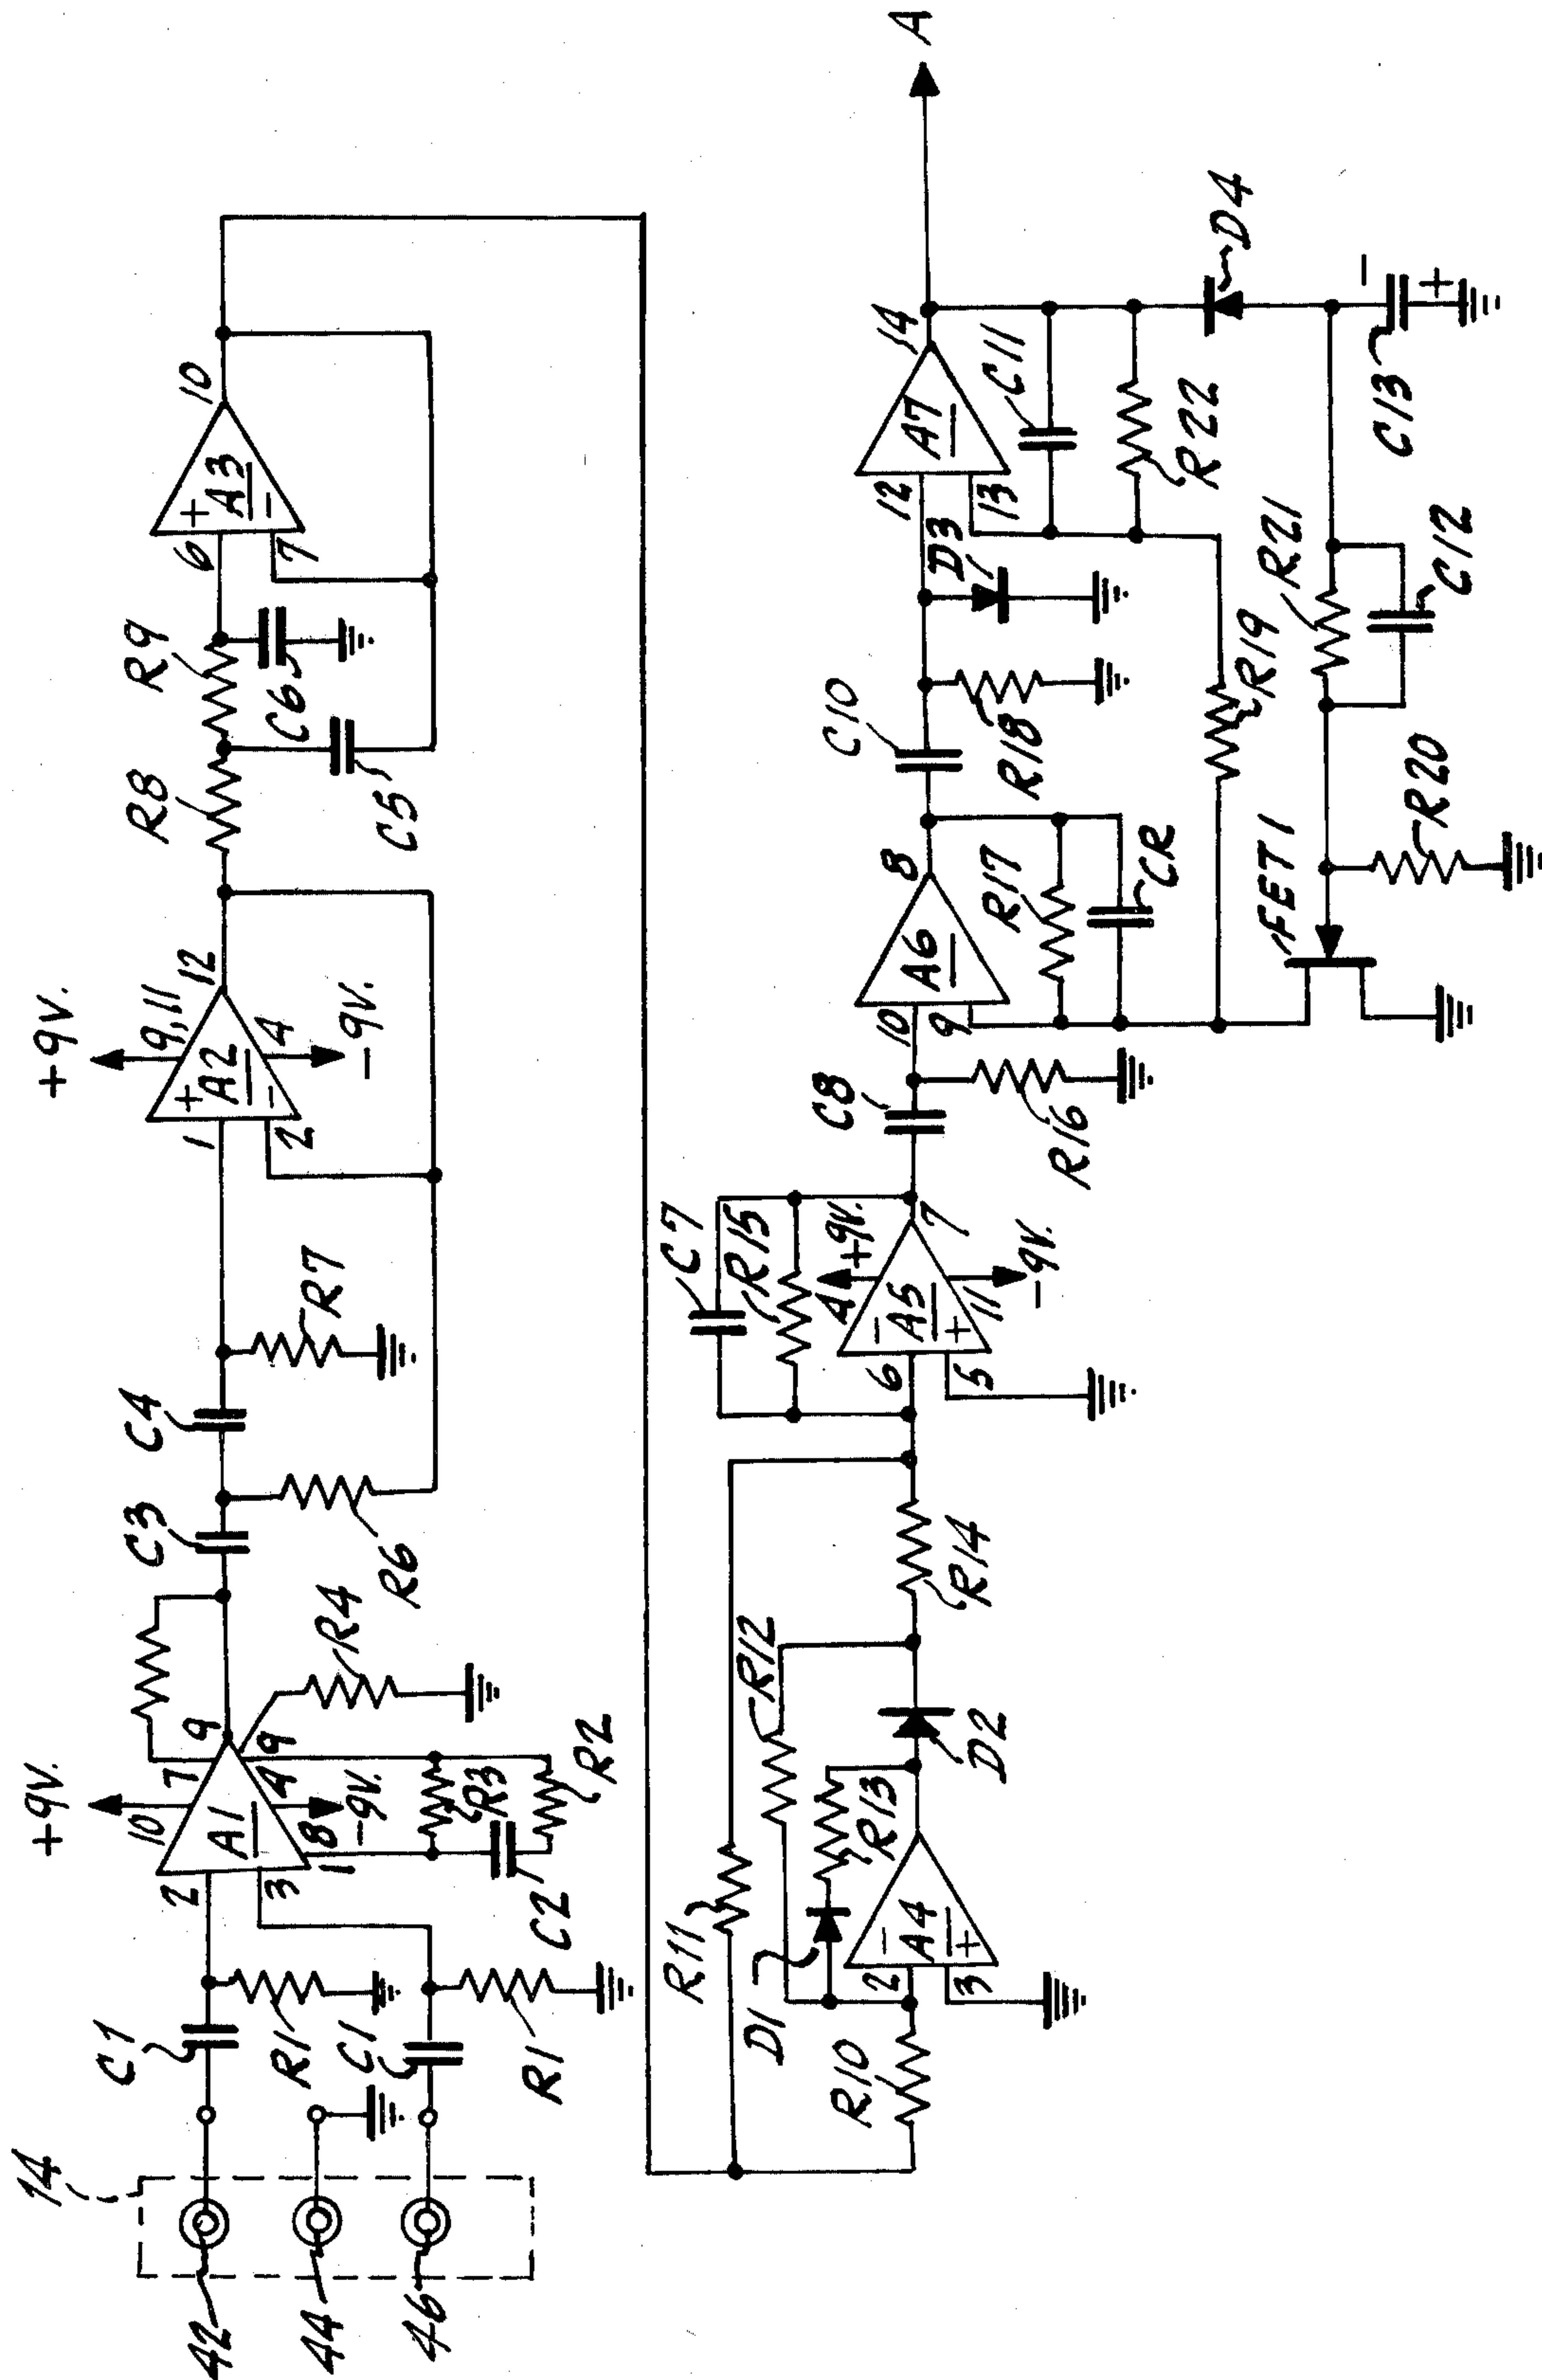 14
42
44
46
C1
R1
C1
R1
+9V.
10
2
3
A1
7
9
9
4
8
1
-9V.
R3
C2
R2
R4
C3
R6
C4
R7
+9V.
9,11
1
2
+
A2
-
12
4
-9V.
R8
R9
C5
C6
6
7
+
A3
-
10
R10
R11
D1
2
3
-
A4
+
R13
R12
D2
R14
C7
R15
6
5
4
+9V.
-
A5
+
11
7
-9V.
C8
R16
10
9
A6
8
R17
CR
C10
R18
D3
12
13
A7
14
C11
R22
A
R19
FET1
R20
R21
C12
D4
C13
-
+